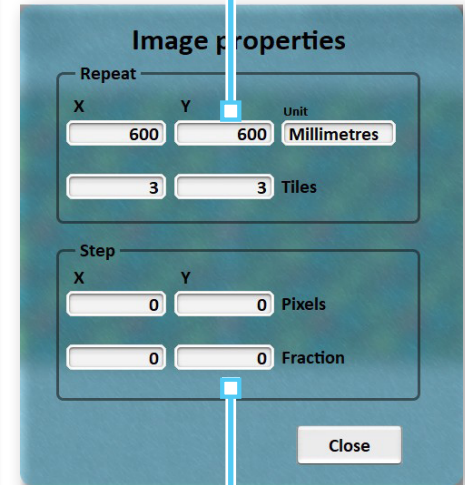 Image properties
Repeat
X Y Unit
600 600 Millimetres
3 3 Tiles
Step
X Y
0 0 Pixels
0 0 Fraction
Close